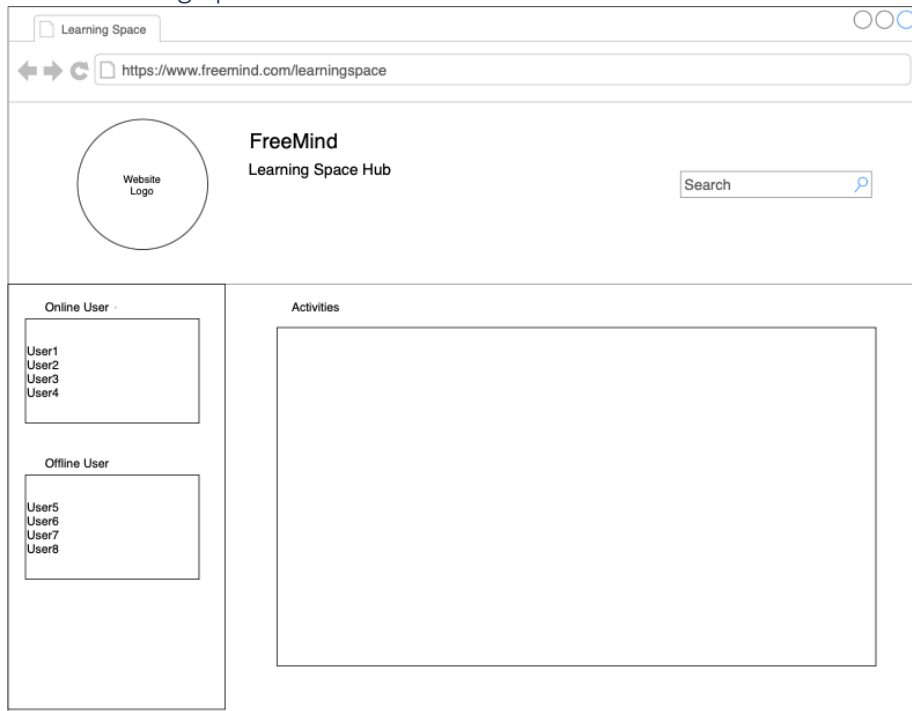 Learning Space
https://www.freemind.com/learningspace
Website
Logo
FreeMind
Learning Space Hub
Search
Online User
User1
User2
User3
User4
Offline User
User5
User6
User7
User8
Activities